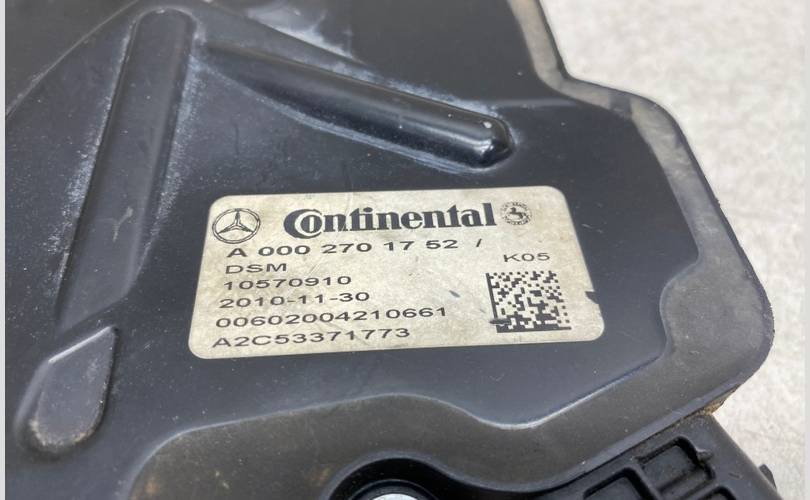 Continental
A 000 270 17 52 /
DSM K05
10570910
2010-11-30
00602004210661
A2C53371773